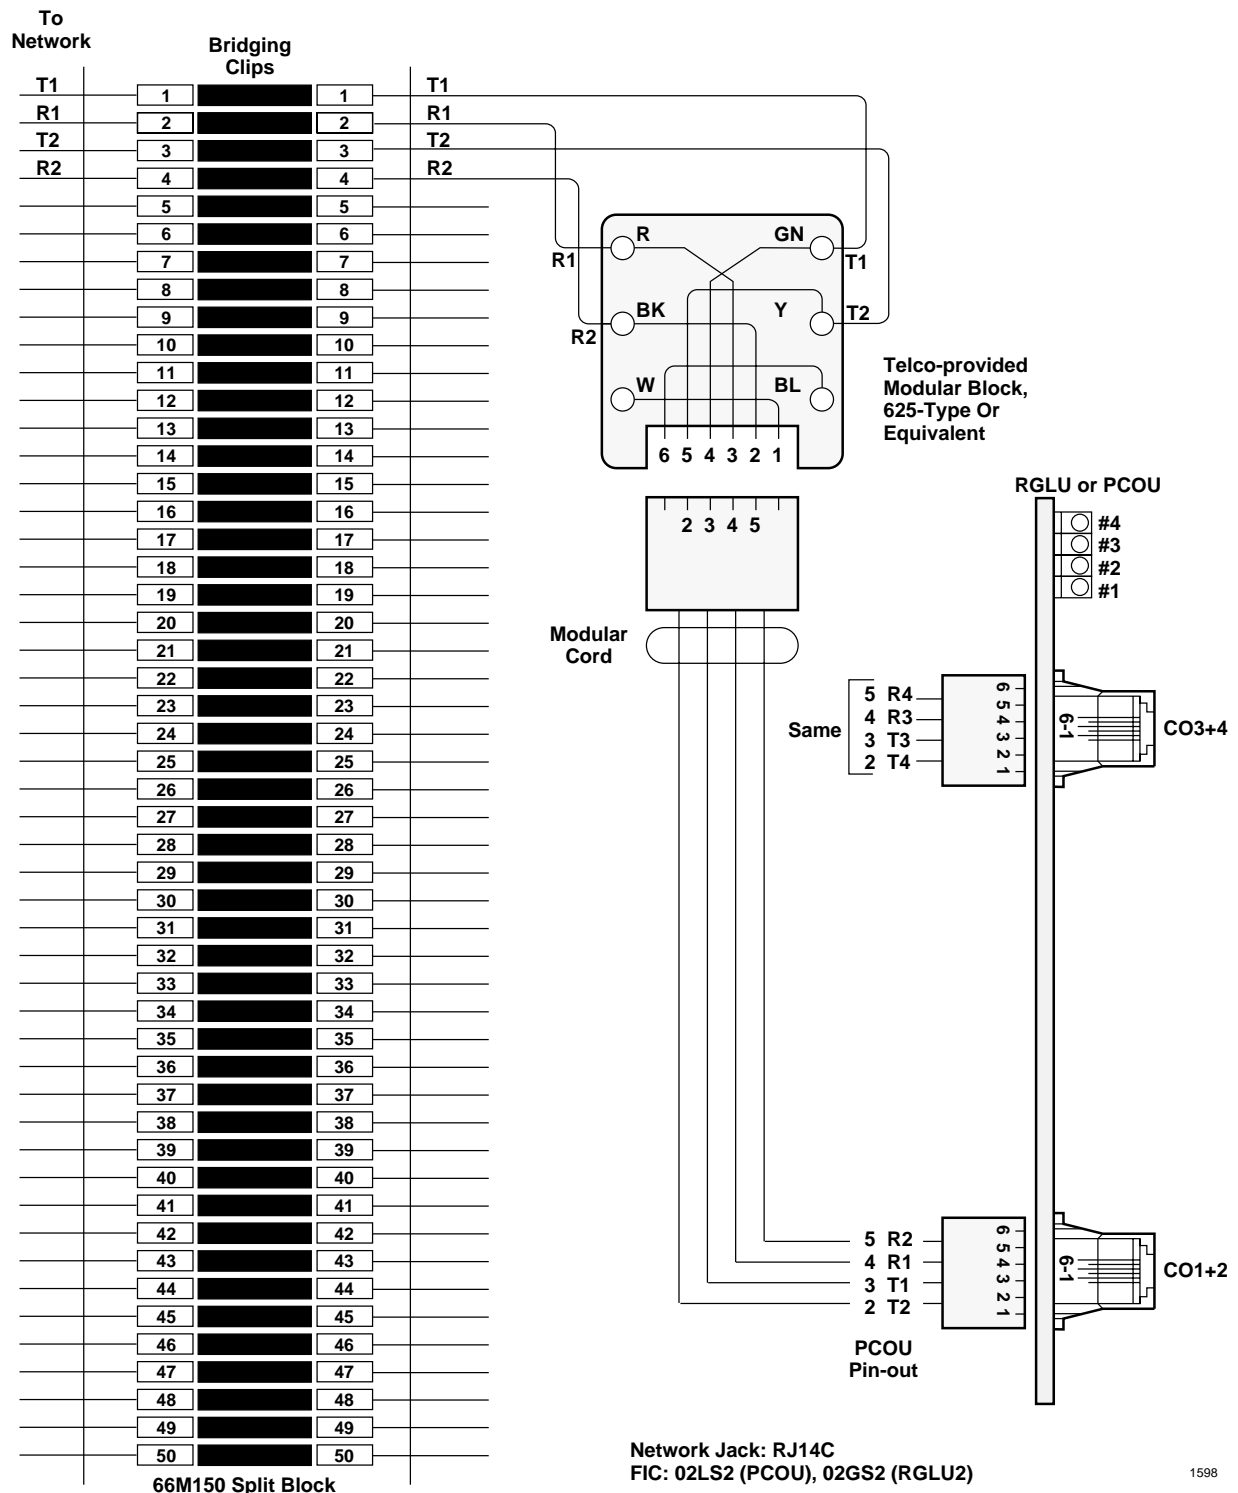 To
Network
Bridging
Clips
T1 1 1 T1
R1 2 2 R1
T2 3 3 T2
R2 4 4 R2
5 5
6 6
7 7
8 8
9 9
10 10
11 11
12 12
13 13
14 14
15 15
16 16
17 17
18 18
19 19
20 20
21 21
22 22
23 23
24 24
25 25
26 26
27 27
28 28
29 29
30 30
31 31
32 32
33 33
34 34
35 35
36 36
37 37
38 38
39 39
40 40
41 41
42 42
43 43
44 44
45 45
46 46
47 47
48 48
49 49
50 50
66M150 Split Block
R GN
R1 T1
BK Y T2
R2
W BL
6 5 4 3 2 1
Telco-provided
Modular Block,
625-Type Or
Equivalent
2 3 4 5
Modular
Cord
RGLU or PCOU
#4
#3
#2
#1
Same
5 R4
4 R3
3 T3
2 T4
6 5 4 3 2 1
6-1
CO3+4
5 R2
4 R1
3 T1
2 T2
6 5 4 3 2 1
6-1
CO1+2
PCOU
Pin-out
Network Jack: RJ14C
FIC: 02LS2 (PCOU), 02GS2 (RGLU2)
1598